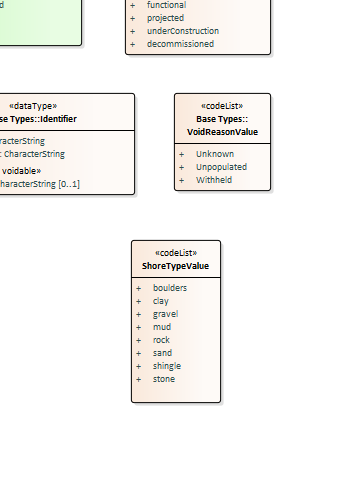 d
+ functional
+ projected
+ underConstruction
+ decommissioned
«dataType»
se Types::Identifier
racterString
: CharacterString
voidable»
haracterString [0..1]
«codeList»
Base Types::
VoidReasonValue
+ Unknown
+ Unpopulated
+ Withheld
«codeList»
ShoreTypeValue
+ boulders
+ clay
+ gravel
+ mud
+ rock
+ sand
+ shingle
+ stone